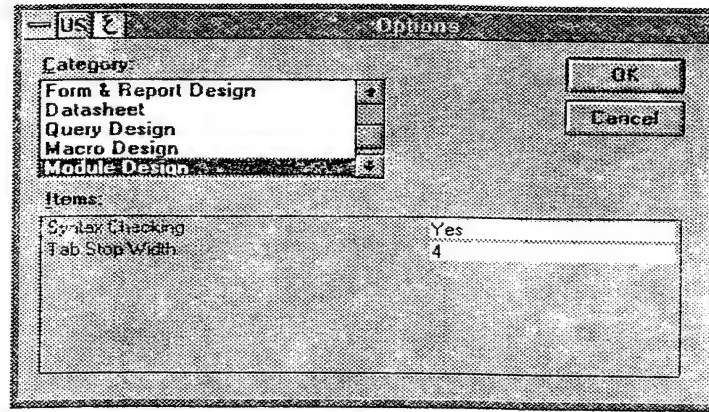 US ع Options
Category:
Form & Report Design
Datasheet
Query Design
Macro Design
Module Design
OK
Cancel
Items:
Syntax Checking Yes
Tab Stop Width 4